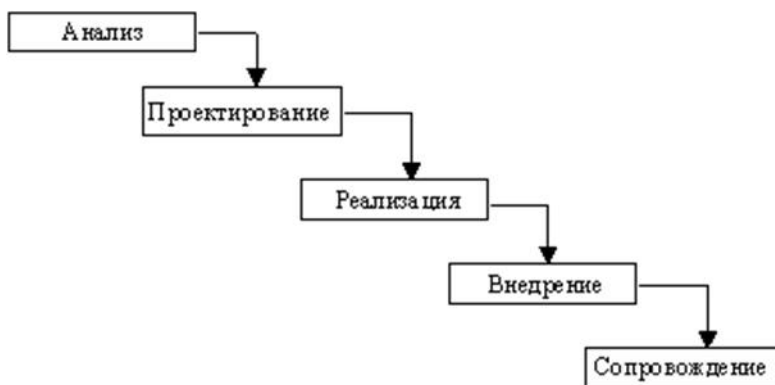 Анализ
Проектирование
Реализация
Внедрение
Сопровождение